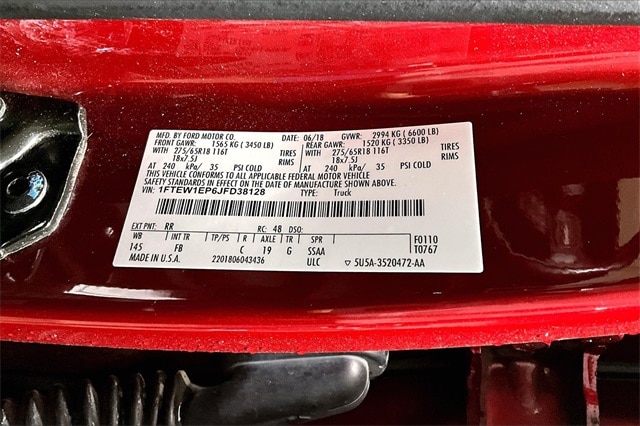 MFD. BY FORD MOTOR CO. DATE: 06/18 GVWR: 2994 KG ( 6600 LB)
FRONT GAWR: 1565 KG ( 3450 LB) REAR GAWR: 1520 KG ( 3350 LB)
WITH 275/65R18 116T TIRES WITH 275/65R18 116T TIRES
18x7.5J RIMS 18x7.5J RIMS
AT 240 kPa/ 35 PSI COLD AT 240 kPa/ 35 PSI COLD
THIS VEHICLE CONFORMS TO ALL APPLICABLE FEDERAL MOTOR VEHICLE
SAFETY STANDARDS IN EFFECT ON THE DATE OF MANUFACTURE SHOWN ABOVE.
VIN: 1FTEW1EP6JFD38128 TYPE: Truck
EXT PNT: RR RC: 48 DSO: F0110
WB INT TR TP/PS R AXLE TR SPR T0767
145 FB C 19 G SSAA
MADE IN U.S.A. 2201806043436 ULC ▽ 5U5A-3520472-AA